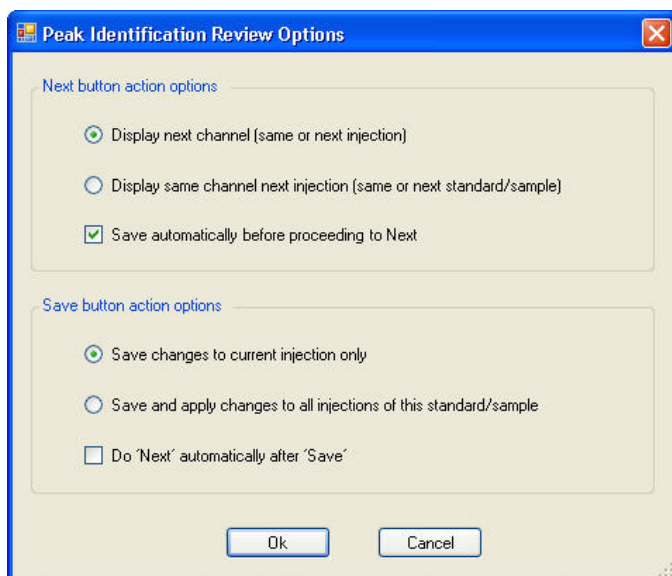 Peak Identification Review Options
Next button action options
Display next channel (same or next injection)
Display same channel next injection (same or next standard/sample)
Save automatically before proceeding to Next
Save button action options
Save changes to current injection only
Save and apply changes to all injections of this standard/sample
Do 'Next' automatically after 'Save'
Ok
Cancel